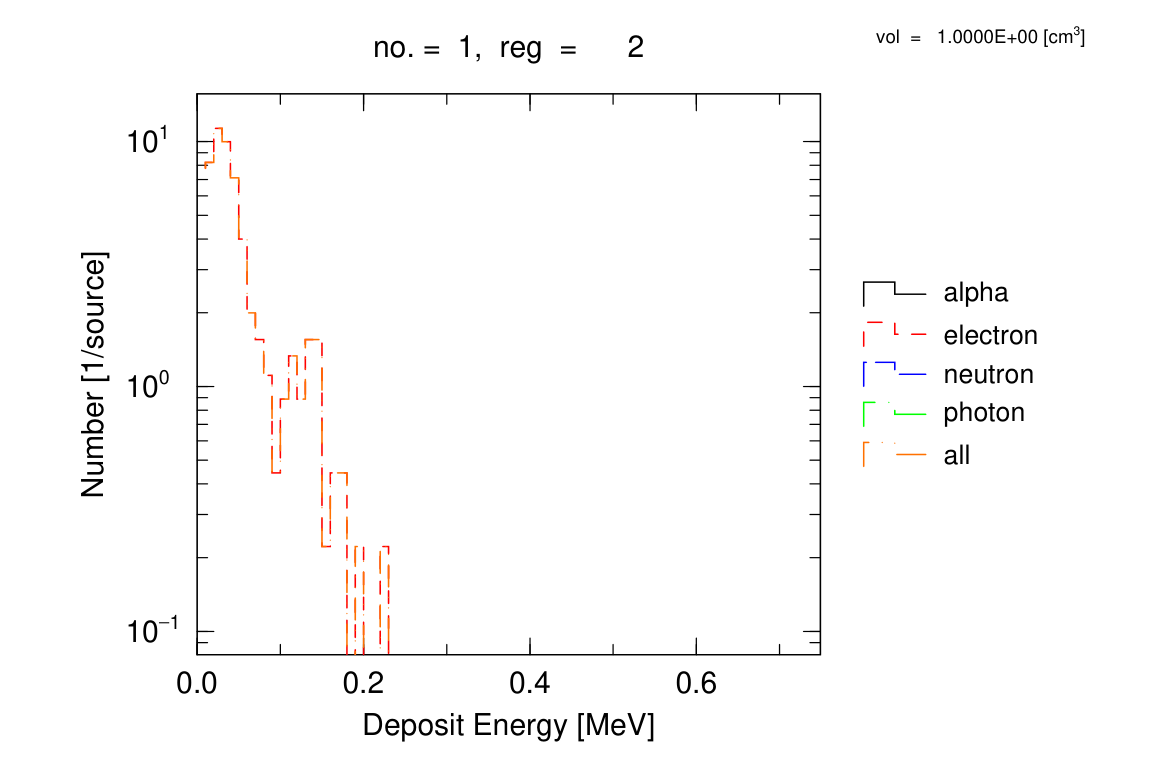 no. = 1, reg = 2
vol = 1.0000E+00 [cm³]
Number [1/source]
10¹
10⁰
10⁻¹
0.0 0.2 0.4 0.6
Deposit Energy [MeV]
alpha
electron
neutron
photon
all